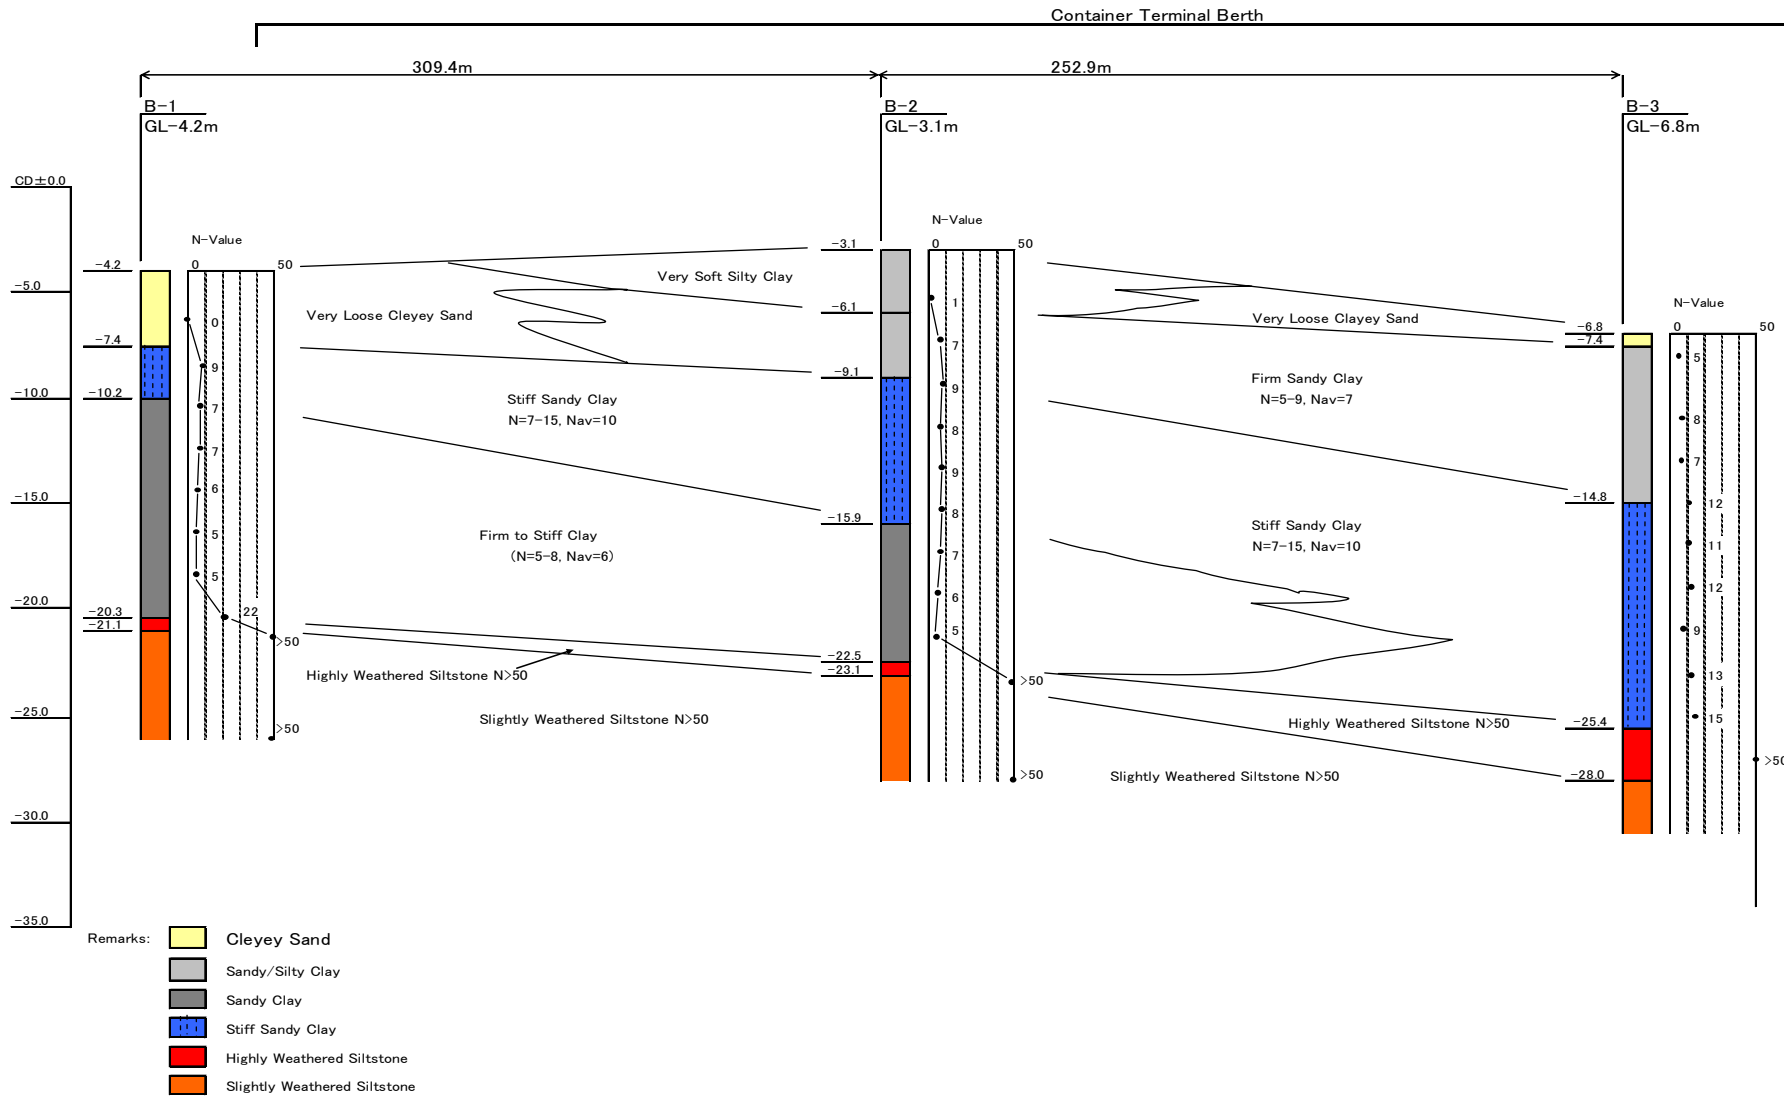 Container Terminal Berth
309.4m
252.9m
B-1
GL-4.2m
B-2
GL-3.1m
B-3
GL-6.8m
CD±0.0
-5.0
-10.0
-15.0
-20.0
-25.0
-30.0
-35.0
-4.2
-7.4
-10.2
-20.3
-21.1
N-Value
0
50
0
9
7
7
6
5
5
22
>50
>50
Very Loose Cleyey Sand
Very Soft Silty Clay
Stiff Sandy Clay
N=7-15, Nav=10
Firm to Stiff Clay
(N=5-8, Nav=6)
Highly Weathered Siltstone N>50
Slightly Weathered Siltstone N>50
-3.1
-6.1
-9.1
-15.9
-22.5
-23.1
N-Value
0
50
1
7
9
8
9
8
7
6
5
>50
>50
Very Loose Clayey Sand
Firm Sandy Clay
N=5-9, Nav=7
Stiff Sandy Clay
N=7-15, Nav=10
Highly Weathered Siltstone N>50
Slightly Weathered Siltstone N>50
-6.8
-7.4
-14.8
-25.4
-28.0
N-Value
0
50
5
8
7
12
11
12
9
13
15
>50
Remarks:
Cleyey Sand
Sandy/Silty Clay
Sandy Clay
Stiff Sandy Clay
Highly Weathered Siltstone
Slightly Weathered Siltstone